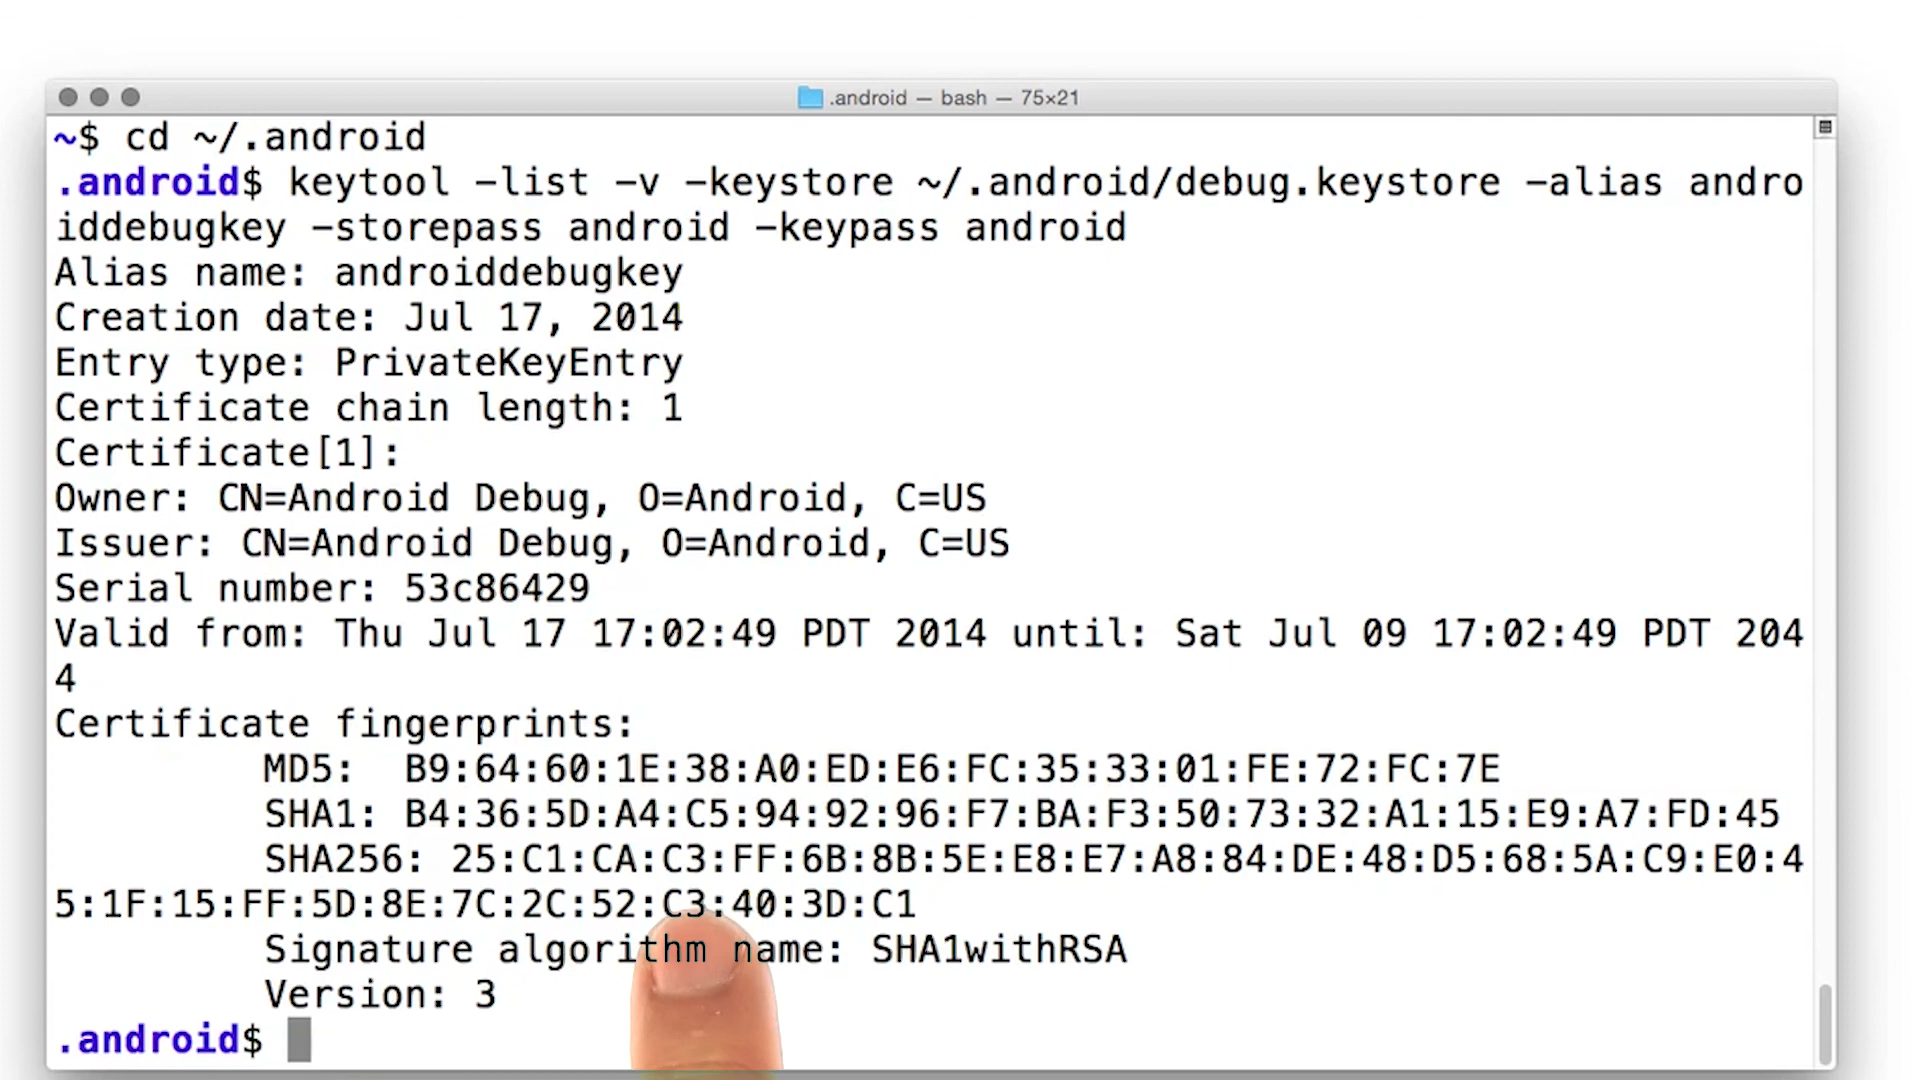 .android — bash — 75×21
~$ cd ~/.android
.android$ keytool -list -v -keystore ~/.android/debug.keystore -alias andro
iddebugkey -storepass android -keypass android
Alias name: androiddebugkey
Creation date: Jul 17, 2014
Entry type: PrivateKeyEntry
Certificate chain length: 1
Certificate[1]:
Owner: CN=Android Debug, O=Android, C=US
Issuer: CN=Android Debug, O=Android, C=US
Serial number: 53c86429
Valid from: Thu Jul 17 17:02:49 PDT 2014 until: Sat Jul 09 17:02:49 PDT 204
4
Certificate fingerprints:
MD5:  B9:64:60:1E:38:A0:ED:E6:FC:35:33:01:FE:72:FC:7E
SHA1: B4:36:5D:A4:C5:94:92:96:F7:BA:F3:50:73:32:A1:15:E9:A7:FD:45
SHA256: 25:C1:CA:C3:FF:6B:8B:5E:E8:E7:A8:84:DE:48:D5:68:5A:C9:E0:4
5:1F:15:FF:5D:8E:7C:2C:52:C3:40:3D:C1
Signature algorithm name: SHA1withRSA
Version: 3
.android$